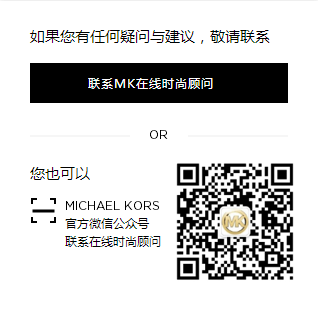 如果您有任何疑问与建议，敬请联系
联系MK在线时尚顾问
OR
您也可以
MICHAEL KORS
官方微信公众号
联系在线时尚顾问
MK